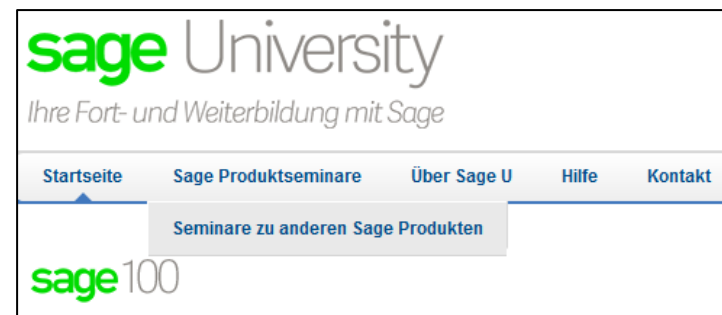 sage University
Ihre Fort- und Weiterbildung mit Sage
Startseite Sage Produktseminare Über Sage U Hilfe Kontakt
Seminare zu anderen Sage Produkten
sage 100